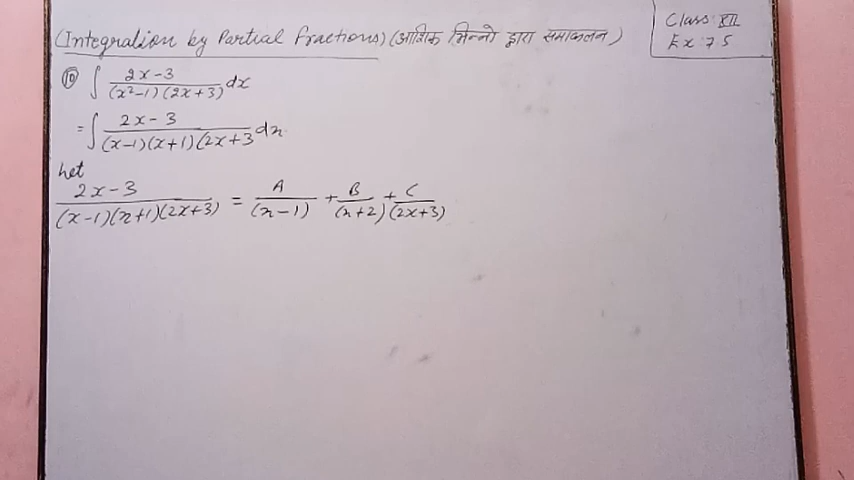 (Integration by Partial Fractions) (आंशिक भिन्नो द्वारा समाकलन)
Class XII
Ex 7.5
(10) ∫ 2x-3 / (x²-1)(2x+3) dx
= ∫ 2x-3 / (x-1)(x+1)(2x+3 dx
Let
2x-3 / (x-1)(x+1)(2x+3) = A / (x-1) + B / (x+2) + C / (2x+3)